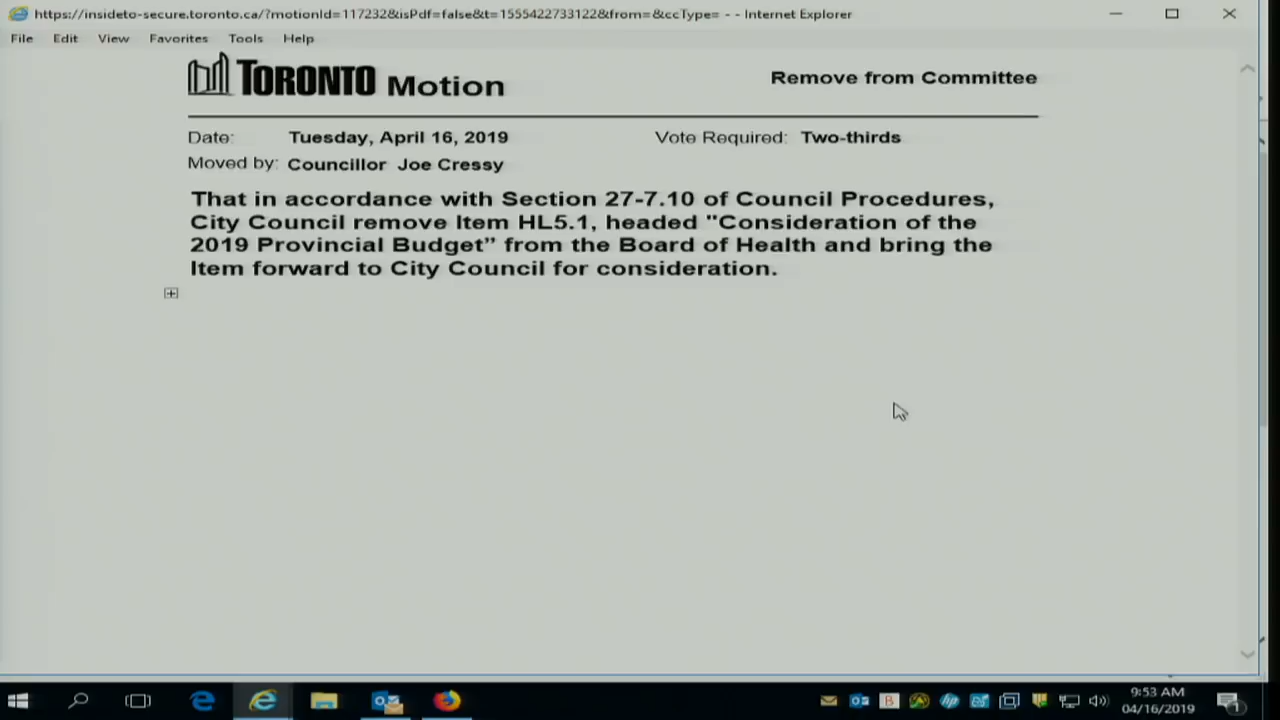 https://insideto-secure.toronto.ca/?motionId=117232&isPdf=false&t=1555422733122&from=&ccType= - - Internet Explorer
File Edit View Favorites Tools Help
TORONTO Motion Remove from Committee
Date: Tuesday, April 16, 2019 Vote Required: Two-thirds
Moved by: Councillor Joe Cressy
That in accordance with Section 27-7.10 of Council Procedures,
City Council remove Item HL5.1, headed "Consideration of the
2019 Provincial Budget” from the Board of Health and bring the
Item forward to City Council for consideration.
9:53 AM
04/16/2019